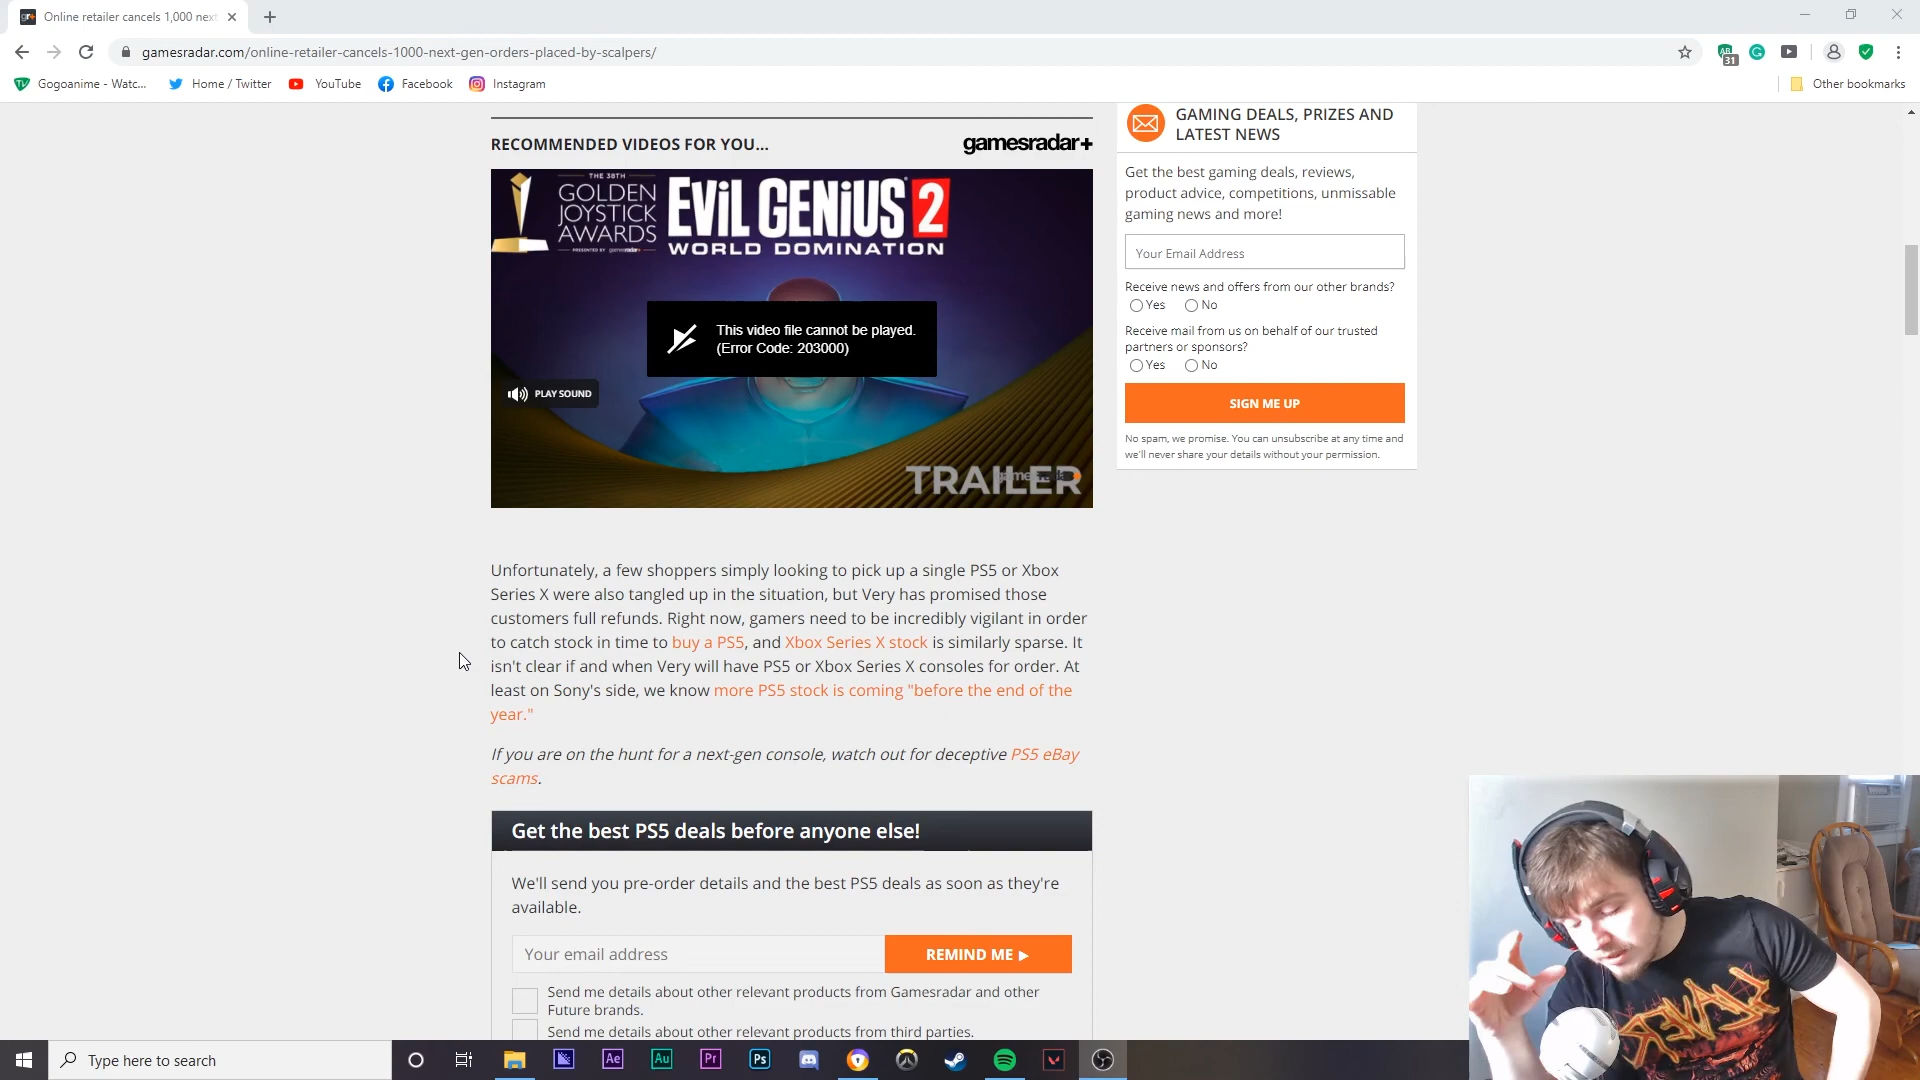 Online retailer cancels 1,000 next
gamesradar.com/online-retailer-cancels-1000-next-gen-orders-placed-by-scalpers/
31
Gogoanime - Watc...
Home / Twitter
YouTube
Facebook
Instagram
Other bookmarks
RECOMMENDED VIDEOS FOR YOU...
gamesradar+
THE 38TH
GOLDEN
JOYSTICK
AWARDS
PRESENTED BY gamesradar+
EVIL GENIUS 2
WORLD DOMINATION
This video file cannot be played.
(Error Code: 203000)
PLAY SOUND
TRAILER
gamesradar+
GAMING DEALS, PRIZES AND
LATEST NEWS
Get the best gaming deals, reviews,
product advice, competitions, unmissable
gaming news and more!
Your Email Address
Receive news and offers from our other brands?
Yes No
Receive mail from us on behalf of our trusted
partners or sponsors?
Yes No
SIGN ME UP
No spam, we promise. You can unsubscribe at any time and
we'll never share your details without your permission.
Unfortunately, a few shoppers simply looking to pick up a single PS5 or Xbox
Series X were also tangled up in the situation, but Very has promised those
customers full refunds. Right now, gamers need to be incredibly vigilant in order
to catch stock in time to buy a PS5, and Xbox Series X stock is similarly sparse. It
isn't clear if and when Very will have PS5 or Xbox Series X consoles for order. At
least on Sony's side, we know more PS5 stock is coming "before the end of the
year."
If you are on the hunt for a next-gen console, watch out for deceptive PS5 eBay
scams.
Get the best PS5 deals before anyone else!
We'll send you pre-order details and the best PS5 deals as soon as they're
available.
Your email address
REMIND ME ▶
Send me details about other relevant products from Gamesradar and other
Future brands.
Send me details about other relevant products from third parties.
Type here to search
Ae
Au
Pr
Ps